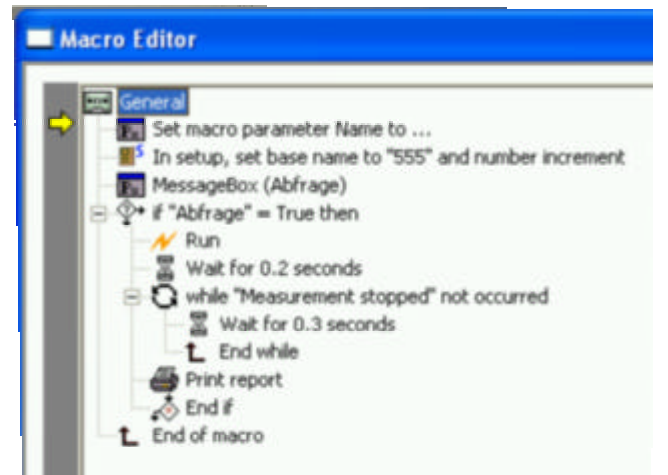 Macro Editor
General
Set macro parameter Name to ...
In setup, set base name to "555" and number increment
MessageBox (Abfrage)
if "Abfrage" = True then
Run
Wait for 0.2 seconds
while "Measurement stopped" not occurred
Wait for 0.3 seconds
End while
Print report
End if
End of macro